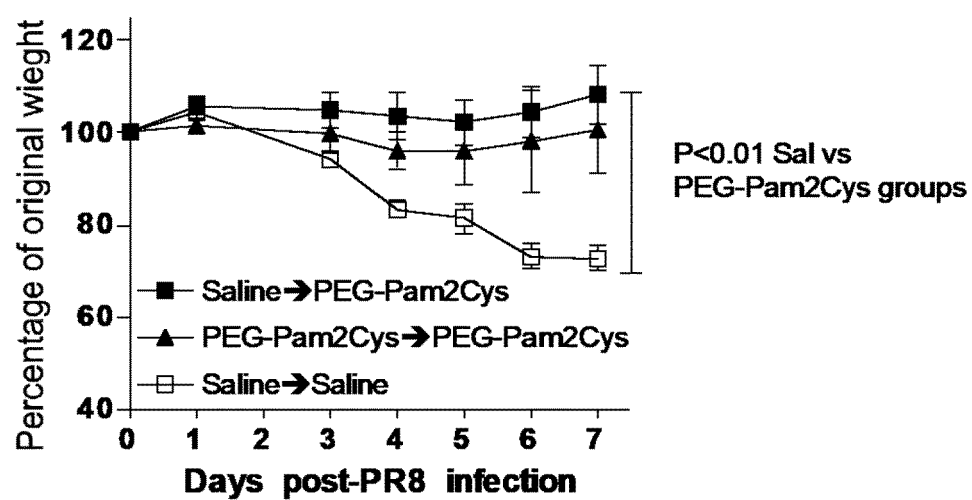 Percentage of original wieght
120
100
80
60
40
P<0.01 Sal vs
PEG-Pam2Cys groups
Saline➔PEG-Pam2Cys
PEG-Pam2Cys➔PEG-Pam2Cys
Saline➔Saline
0 1 2 3 4 5 6 7
Days post-PR8 infection